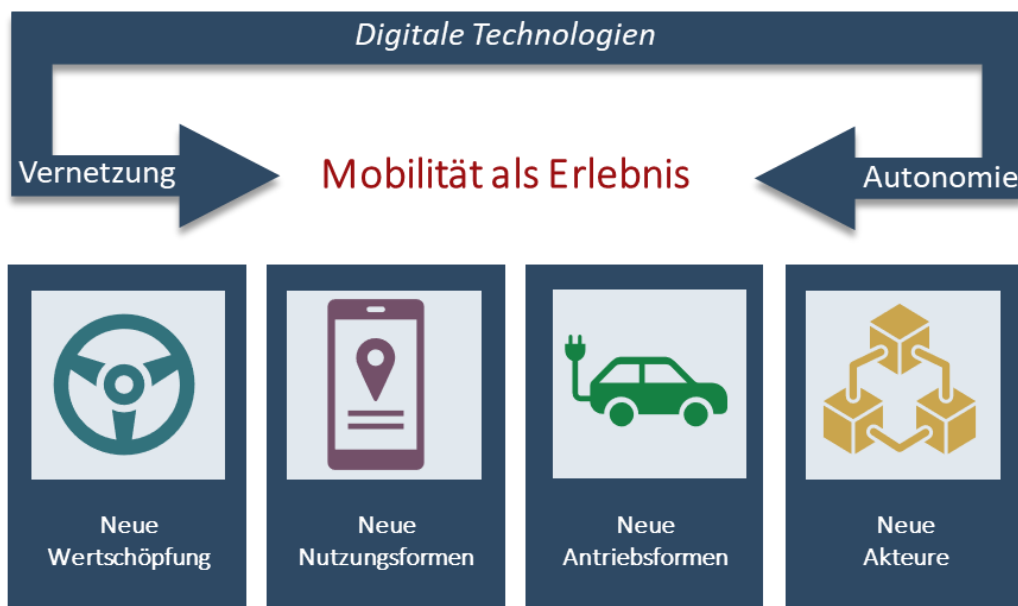 Digitale Technologien
Vernetzung
Mobilität als Erlebnis
Autonomie
Neue
Wertschöpfung
Neue
Nutzungsformen
Neue
Antriebsformen
Neue
Akteure